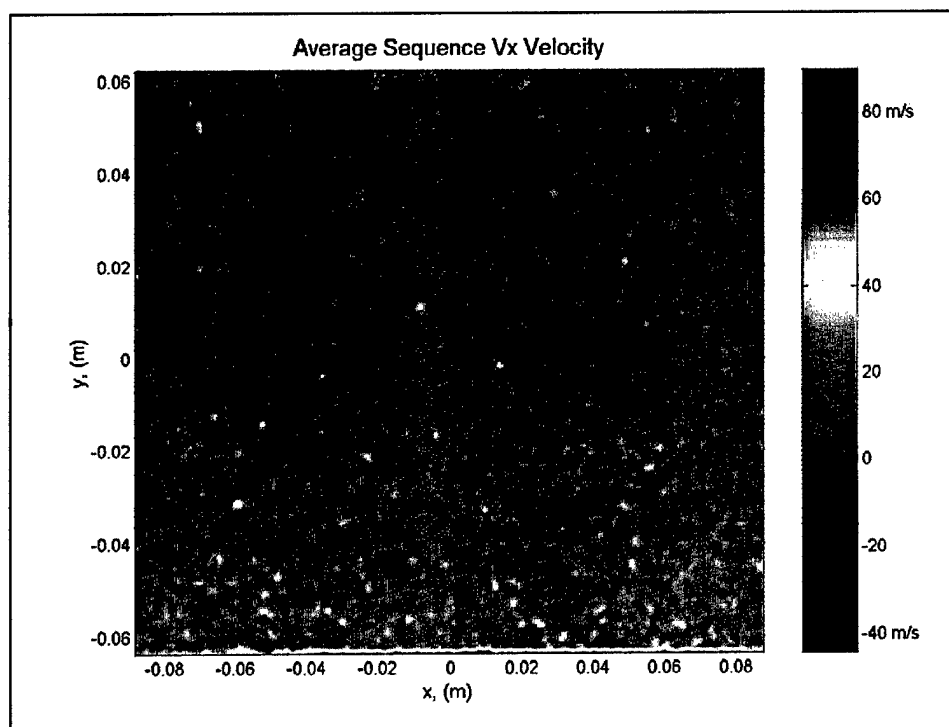 Average Sequence Vx Velocity
0.06
0.04
0.02
0
-0.02
-0.04
-0.06
y, (m)
-0.08 -0.06 -0.04 -0.02 0 0.02 0.04 0.06 0.08
x, (m)
80 m/s
60
40
20
0
-20
-40 m/s